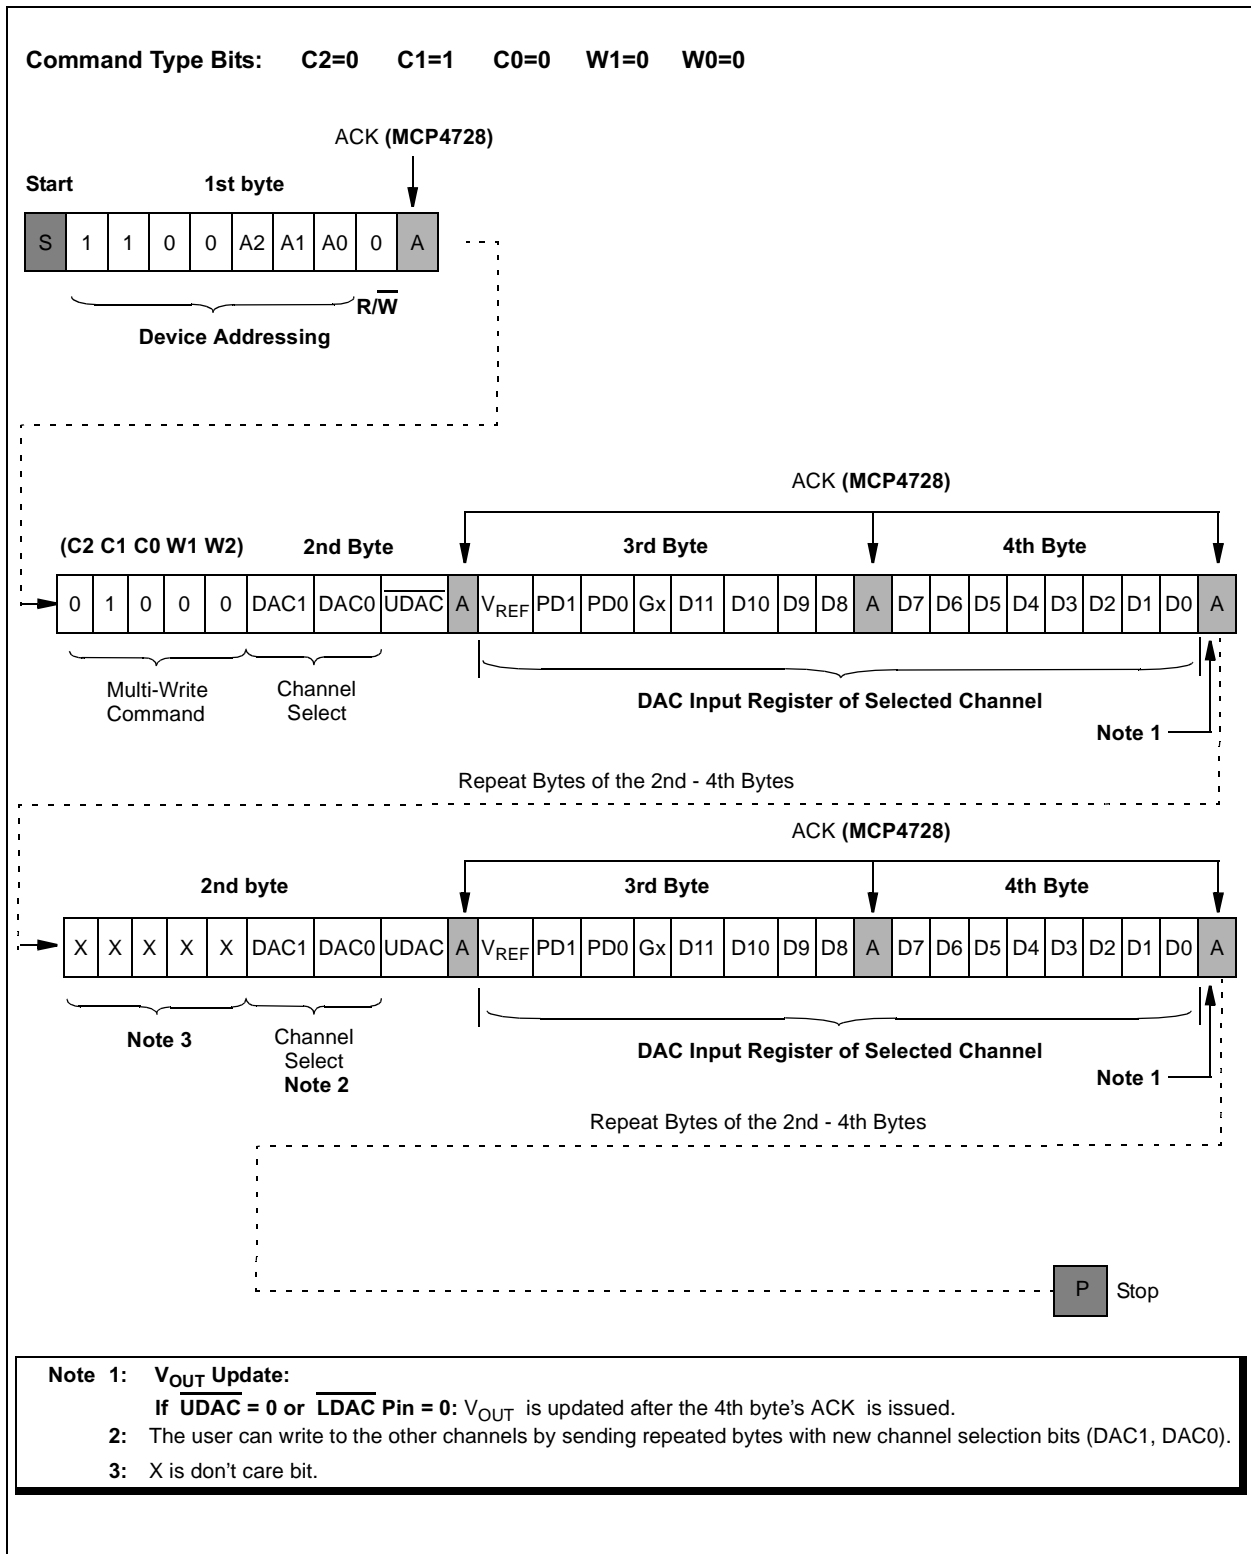 Command Type Bits: C2=0 C1=1 C0=0 W1=0 W0=0
ACK (MCP4728)
Start 1st byte
S 1 1 0 0 A2 A1 A0 0 A
R/W̅
Device Addressing
ACK (MCP4728)
(C2 C1 C0 W1 W2) 2nd Byte 3rd Byte 4th Byte
0 1 0 0 0 DAC1 DAC0 U̅D̅A̅C̅ A VREF PD1 PD0 Gx D11 D10 D9 D8 A D7 D6 D5 D4 D3 D2 D1 D0 A
Multi-Write Command
Channel Select
DAC Input Register of Selected Channel
Note 1
Repeat Bytes of the 2nd - 4th Bytes
ACK (MCP4728)
2nd byte 3rd Byte 4th Byte
X X X X X DAC1 DAC0 UDAC A VREF PD1 PD0 Gx D11 D10 D9 D8 A D7 D6 D5 D4 D3 D2 D1 D0 A
Note 3
Channel Select
Note 2
DAC Input Register of Selected Channel
Note 1
Repeat Bytes of the 2nd - 4th Bytes
P Stop
Note 1: VOUT Update:
If U̅D̅A̅C̅ = 0 or L̅D̅A̅C̅ Pin = 0: VOUT is updated after the 4th byte's ACK is issued.
2: The user can write to the other channels by sending repeated bytes with new channel selection bits (DAC1, DAC0).
3: X is don't care bit.